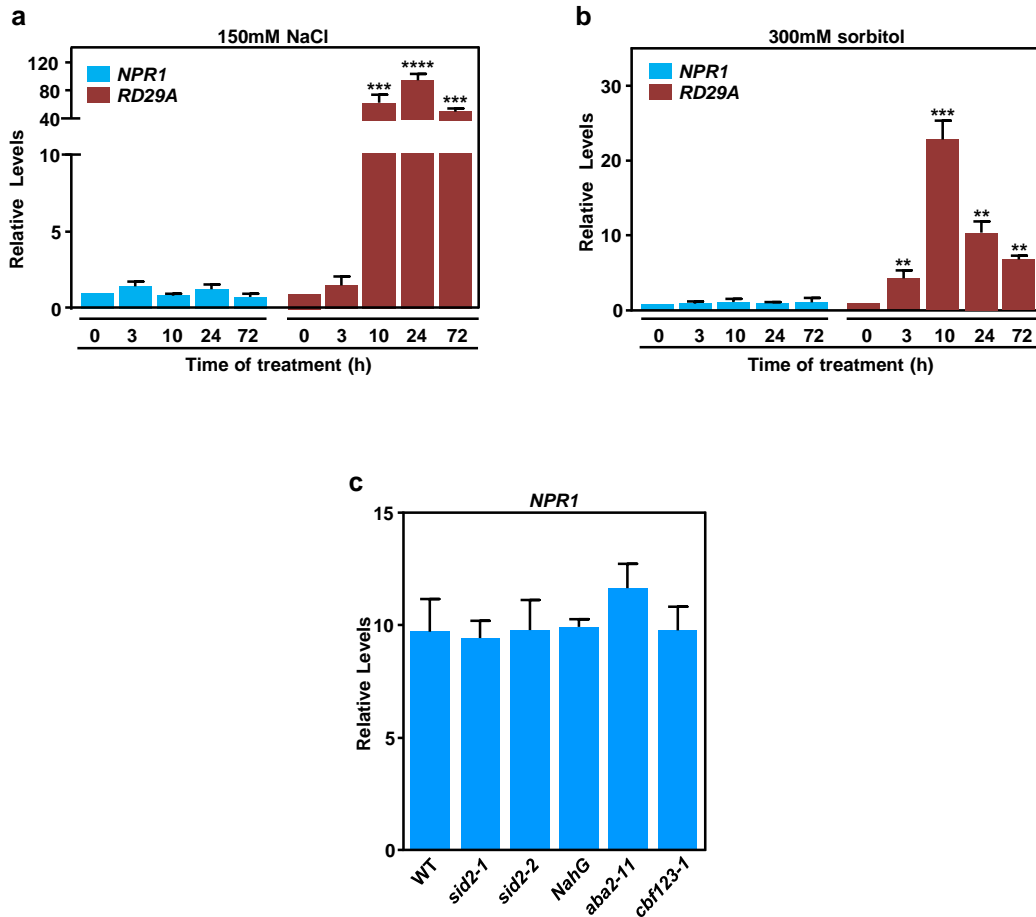 a
150mM NaCl
NPR1
RD29A
Relative Levels
120
80
40
10
5
0
***
****
***
0 3 10 24 72 0 3 10 24 72
Time of treatment (h)
b
300mM sorbitol
NPR1
RD29A
Relative Levels
30
20
10
0
**
***
**
**
0 3 10 24 72 0 3 10 24 72
Time of treatment (h)
c
NPR1
Relative Levels
15
10
5
0
WT sid2-1 sid2-2 NahG aba2-11 cbf123-1